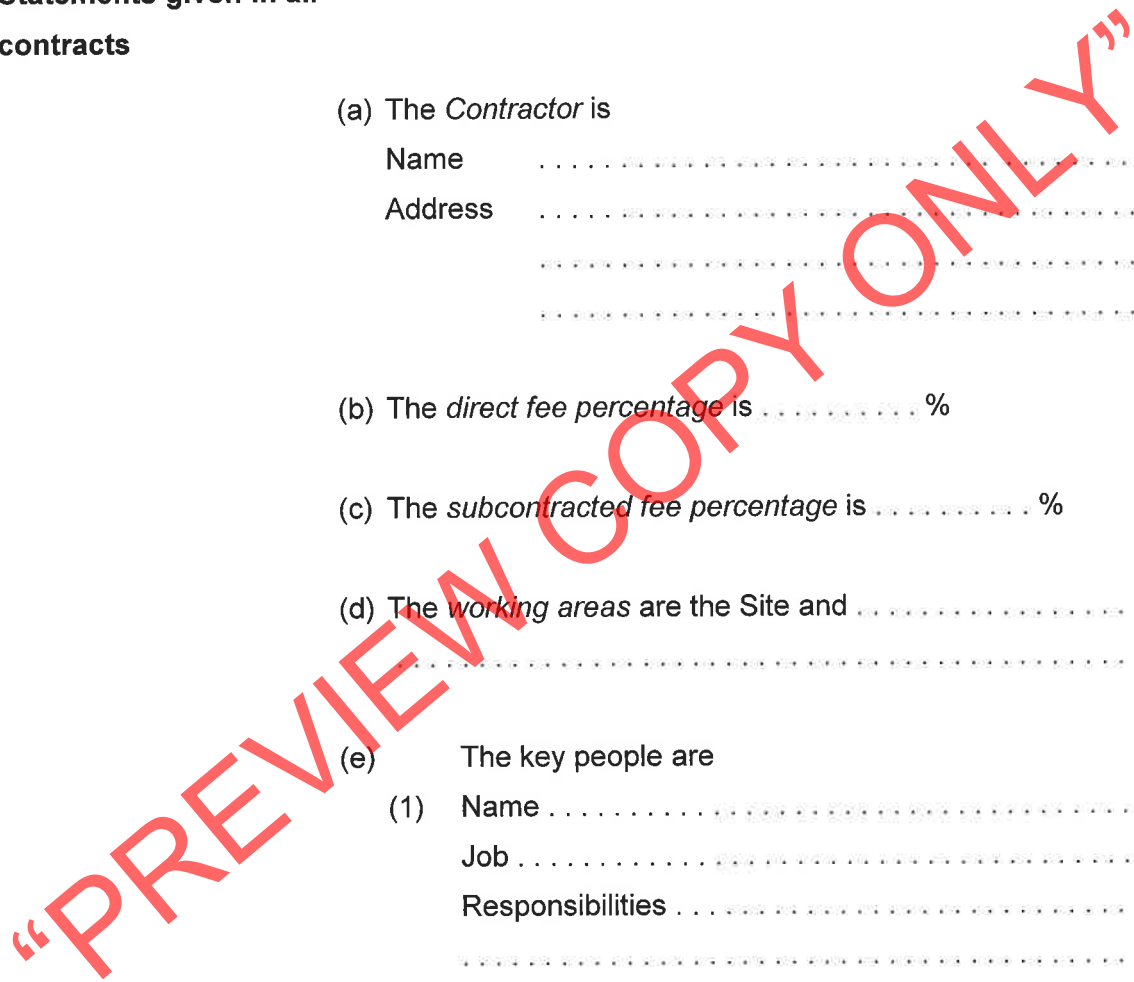 Statements given in all
contracts
(a) The Contractor is
Name . . . . . . . . . . . . . . . . . . . . . . . . . . . . . . . . . . . . .
Address . . . . . . . . . . . . . . . . . . . . . . . . . . . . . . . . . . . . .
. . . . . . . . . . . . . . . . . . . . . . . . . . . . . . . . . . . . .
. . . . . . . . . . . . . . . . . . . . . . . . . . . . . . . . . . . . .
(b) The direct fee percentage is . . . . . . . . . . %
(c) The subcontracted fee percentage is . . . . . . . . . . %
(d) The working areas are the Site and . . . . . . . . . . . . . . . . .
. . . . . . . . . . . . . . . . . . . . . . . . . . . . . . . . . . . . . . . . . . . . .
(e) The key people are
(1) Name . . . . . . . . . . . . . . . . . . . . . . . . . . . . . . . . . . . .
Job . . . . . . . . . . . . . . . . . . . . . . . . . . . . . . . . . . . . . .
Responsibilities . . . . . . . . . . . . . . . . . . . . . . . . . . . .
. . . . . . . . . . . . . . . . . . . . . . . . . . . . . . . . . . . . . . . . .
“PREVIEW COPY ONLY”